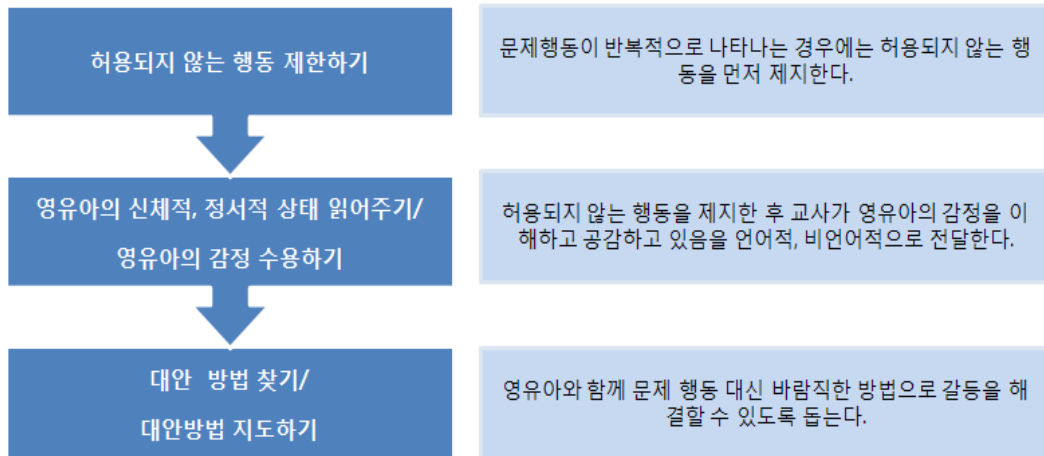 허용되지 않는 행동 제한하기
문제행동이 반복적으로 나타나는 경우에는 허용되지 않는 행
동을 먼저 제지한다.
영유아의 신체적, 정서적 상태 읽어주기/
영유아의 감정 수용하기
허용되지 않는 행동을 제지한 후 교사가 영유아의 감정을 이
해하고 공감하고 있음을 언어적, 비언어적으로 전달한다.
대안 방법 찾기/
대안방법 지도하기
영유아와 함께 문제 행동 대신 바람직한 방법으로 갈등을 해
결할 수 있도록 돕는다.